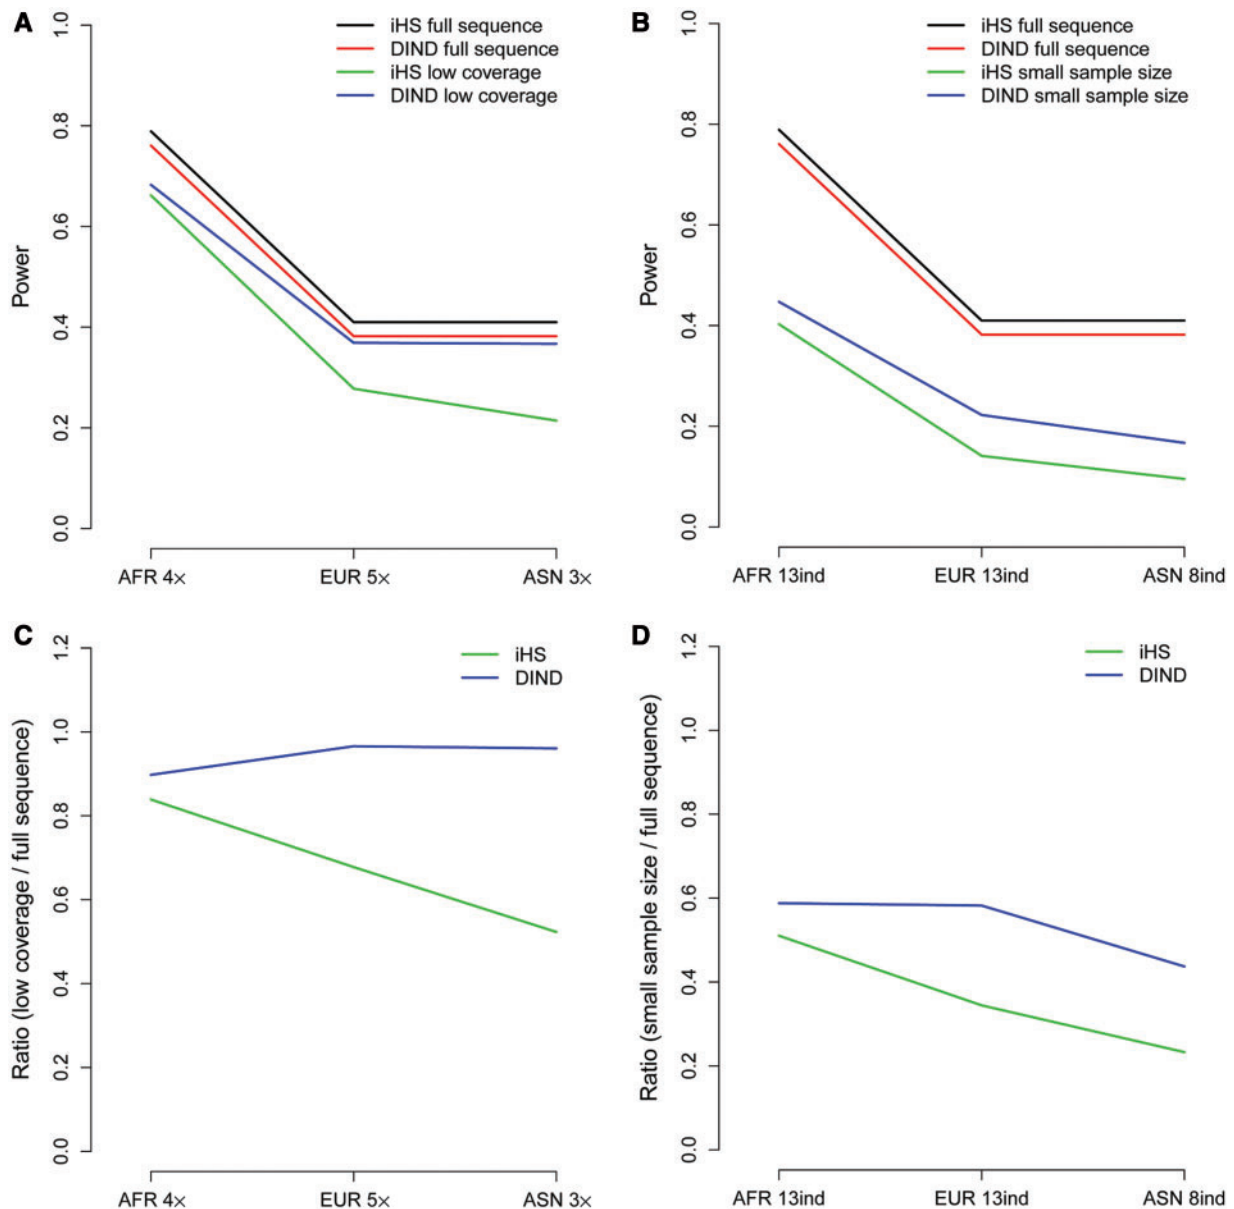 A
iHS full sequence
DIND full sequence
iHS low coverage
DIND low coverage
Power
1.0
0.8
0.6
0.4
0.2
0.0
AFR 4×
EUR 5×
ASN 3×
B
iHS full sequence
DIND full sequence
iHS small sample size
DIND small sample size
Power
1.0
0.8
0.6
0.4
0.2
0.0
AFR 13ind
EUR 13ind
ASN 8ind
C
iHS
DIND
Ratio (low coverage / full sequence)
1.2
1.0
0.8
0.6
0.4
0.2
0.0
AFR 4×
EUR 5×
ASN 3×
D
iHS
DIND
Ratio (small sample size / full sequence)
1.2
1.0
0.8
0.6
0.4
0.2
0.0
AFR 13ind
EUR 13ind
ASN 8ind